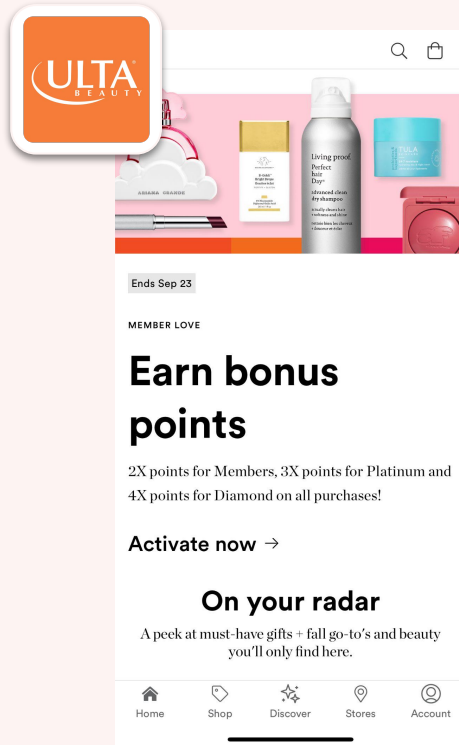 ULTA
BEAUTY
ARIANA GRANDE
Living proof.
Perfect
hair
Day™
advanced clean
dry shampoo
TULA
Ends Sep 23
MEMBER LOVE
Earn bonus
points
2X points for Members, 3X points for Platinum and
4X points for Diamond on all purchases!
Activate now →
On your radar
A peek at must-have gifts + fall go-to's and beauty
you'll only find here.
Home
Shop
Discover
Stores
Account